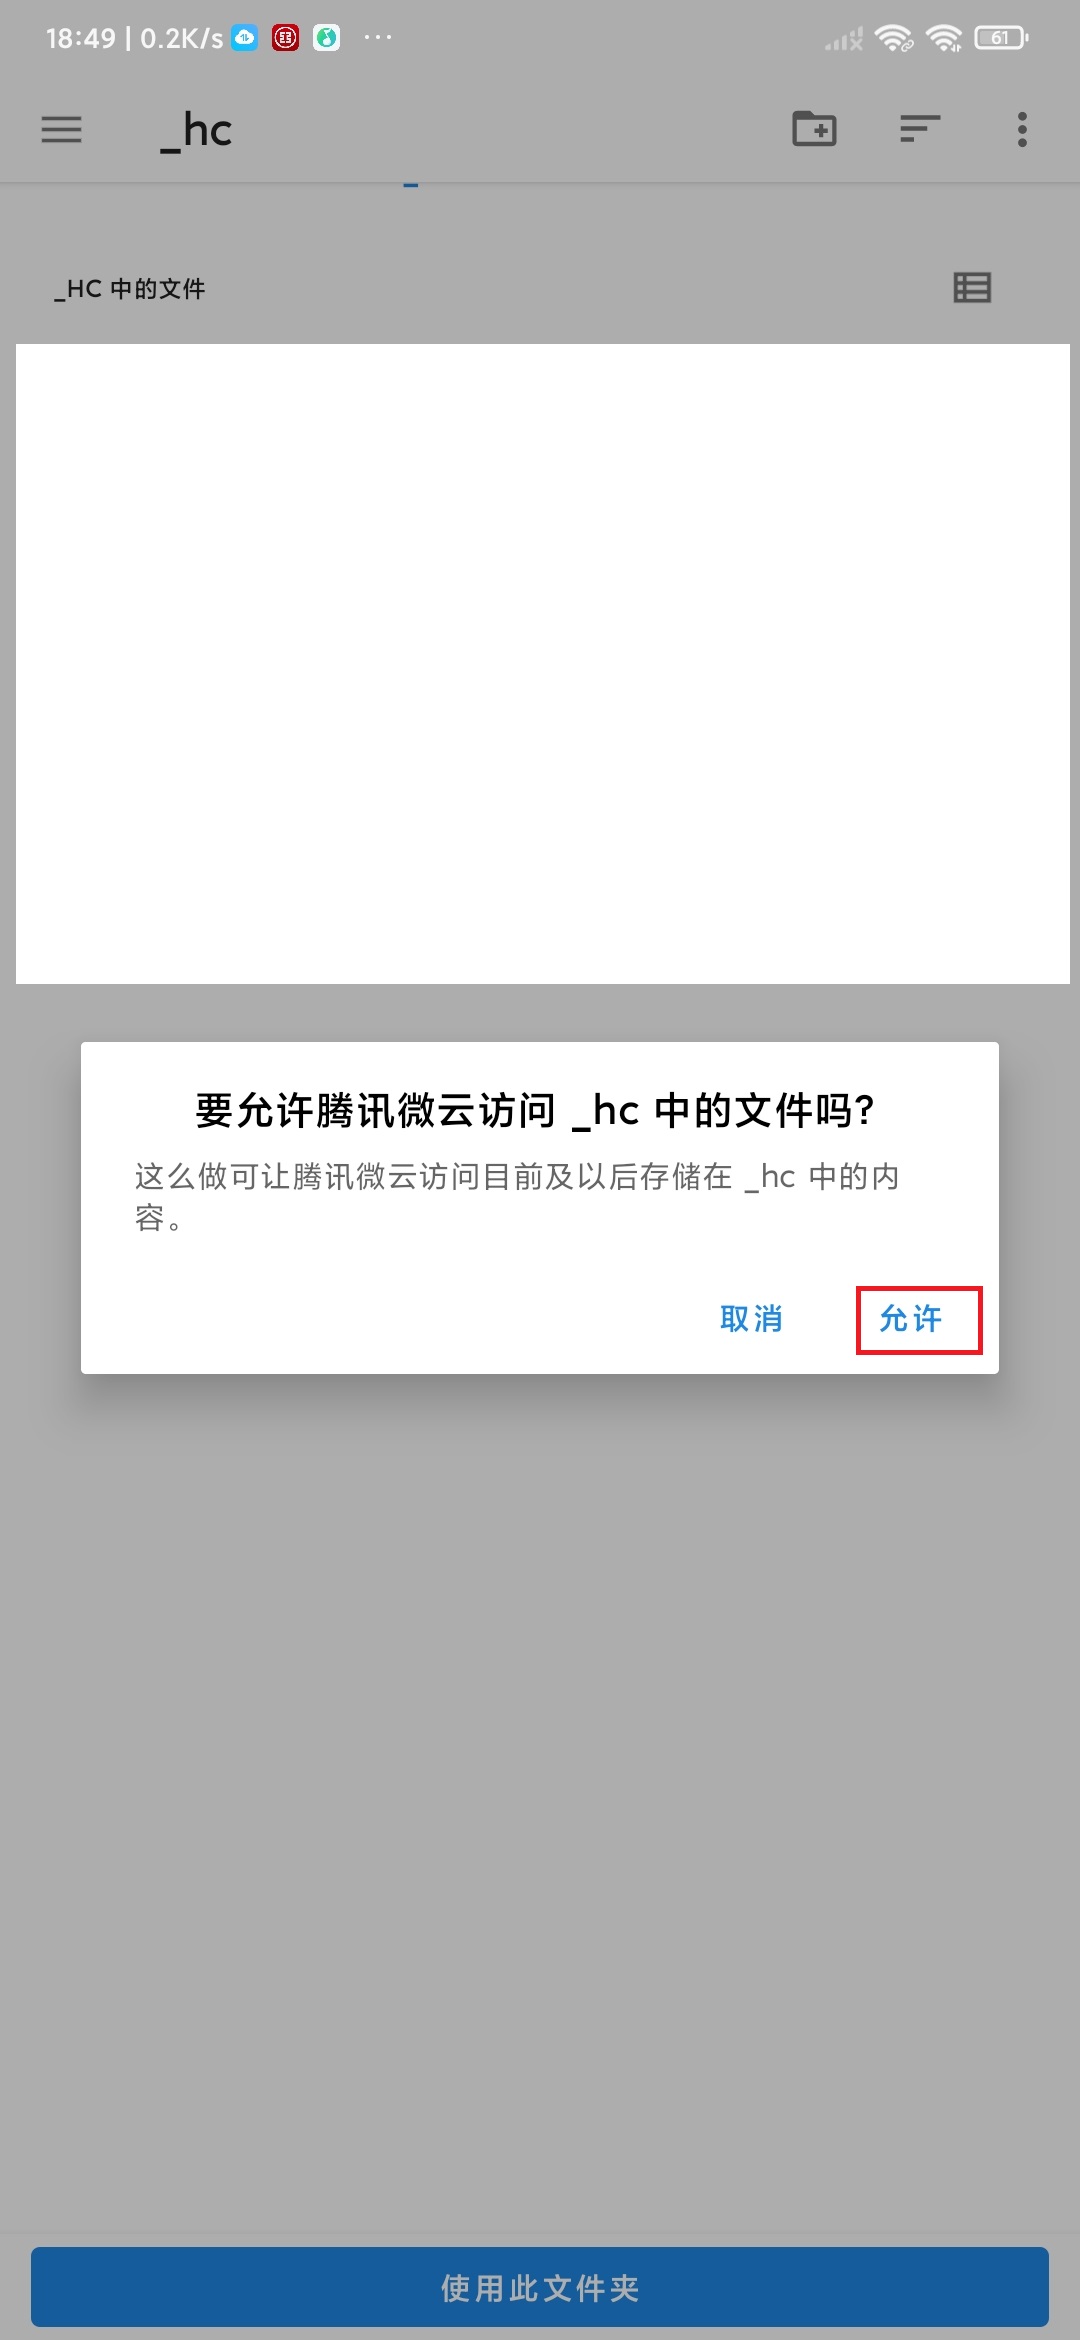 18:49 | 0.2K/s ...
61
_hc
_HC 中的文件
要允许腾讯微云访问 _hc 中的文件吗?
这么做可让腾讯微云访问目前及以后存储在 _hc 中的内
容。
取消 允许
使用此文件夹